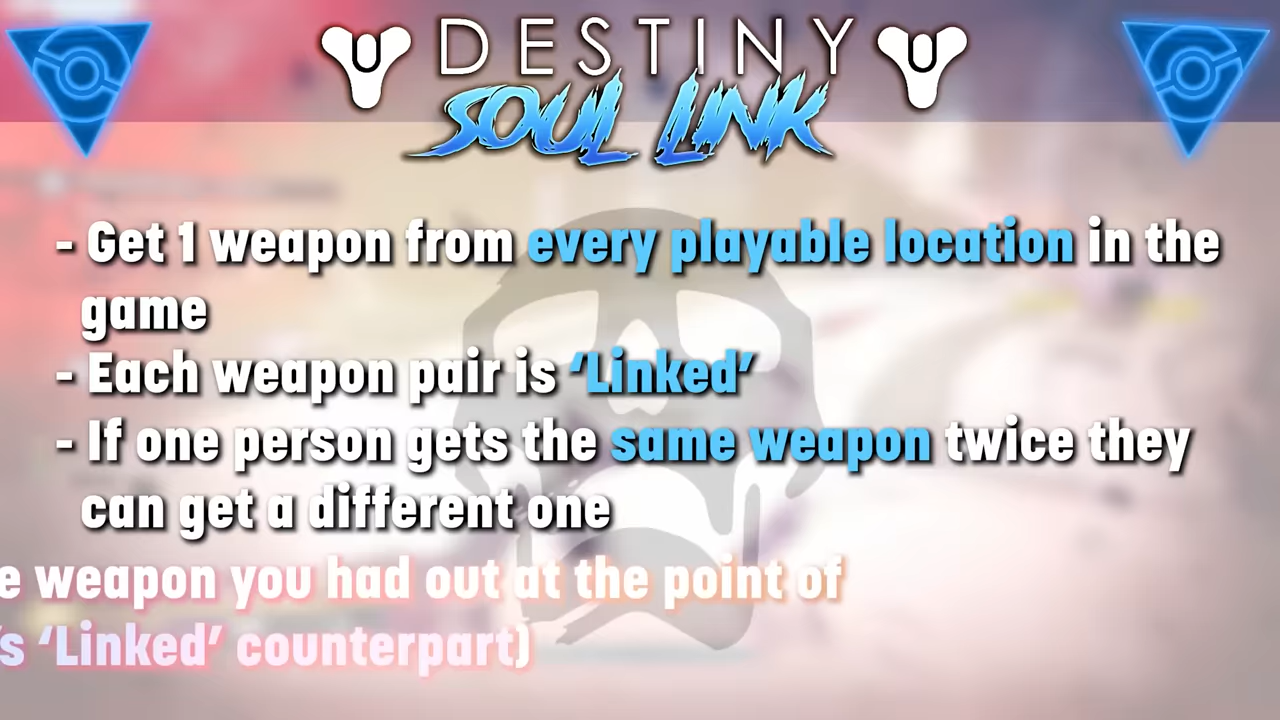 DESTINY
SOUL LINK
- Get 1 weapon from every playable location in the
game
- Each weapon pair is ‘Linked’
- If one person gets the same weapon twice they
can get a different one
weapon you had out at the point of
‘Linked’ counterpart)